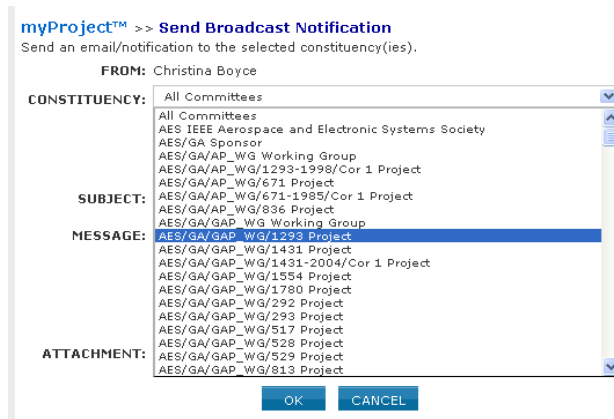 myProject™ >> Send Broadcast Notification
Send an email/notification to the selected constituency(ies).
FROM: Christina Boyce
CONSTITUENCY: All Committees
All Committees
AES IEEE Aerospace and Electronic Systems Society
AES/GA Sponsor
AES/GA/AP_WG Working Group
AES/GA/AP_WG/1293-1998/Cor 1 Project
AES/GA/AP_WG/671 Project
AES/GA/AP_WG/671-1985/Cor 1 Project
SUBJECT:
AES/GA/AP_WG/836 Project
AES/GA/GAP_WG Working Group
MESSAGE: AES/GA/GAP_WG/1293 Project
AES/GA/GAP_WG/1431 Project
AES/GA/GAP_WG/1431-2004/Cor 1 Project
AES/GA/GAP_WG/1554 Project
AES/GA/GAP_WG/1780 Project
AES/GA/GAP_WG/292 Project
AES/GA/GAP_WG/293 Project
AES/GA/GAP_WG/517 Project
AES/GA/GAP_WG/528 Project
ATTACHMENT: AES/GA/GAP_WG/529 Project
AES/GA/GAP_WG/813 Project
OK CANCEL